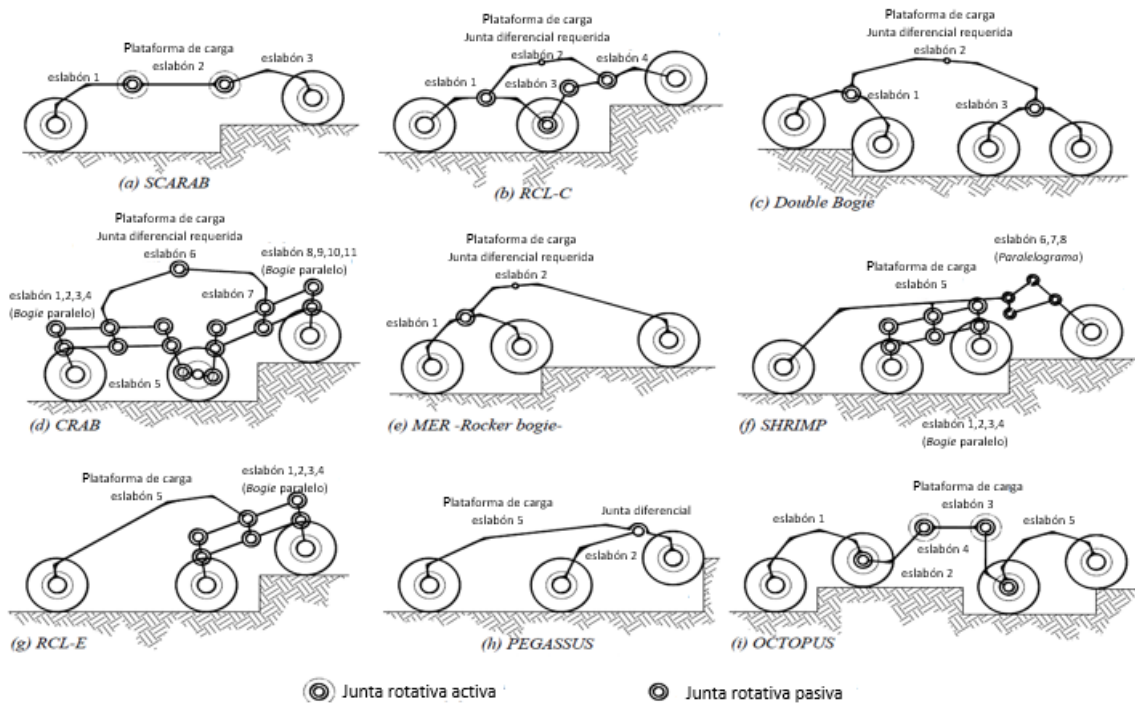 Plataforma de carga
eslabón 2
eslabón 1
eslabón 3
(a) SCARAB
Plataforma de carga
Junta diferencial requerida
eslabón 2
eslabón 4
eslabón 1
eslabón 3
(b) RCL-C
Plataforma de carga
Junta diferencial requerida
eslabón 2
eslabón 1
eslabón 3
(c) Double Bogie
Plataforma de carga
Junta diferencial requerida
eslabón 6
eslabón 8,9,10,11
(Bogie paralelo)
eslabón 1,2,3,4
(Bogie paralelo)
eslabón 7
eslabón 5
(d) CRAB
Plataforma de carga
Junta diferencial requerida
eslabón 2
eslabón 1
(e) MER -Rocker bogie-
eslabón 6,7,8
(Paralelogramo)
Plataforma de carga
eslabón 5
(f) SHRIMP
eslabón 1,2,3,4
(Bogie paralelo)
Plataforma de carga
eslabón 5
eslabón 1,2,3,4
(Bogie paralelo)
(g) RCL-E
Plataforma de carga
eslabón 5
Junta diferencial
eslabón 2
(h) PEGASSUS
Plataforma de carga
eslabón 3
eslabón 1
eslabón 5
eslabón 4
eslabón 2
(i) OCTOPUS
Junta rotativa activa
Junta rotativa pasiva